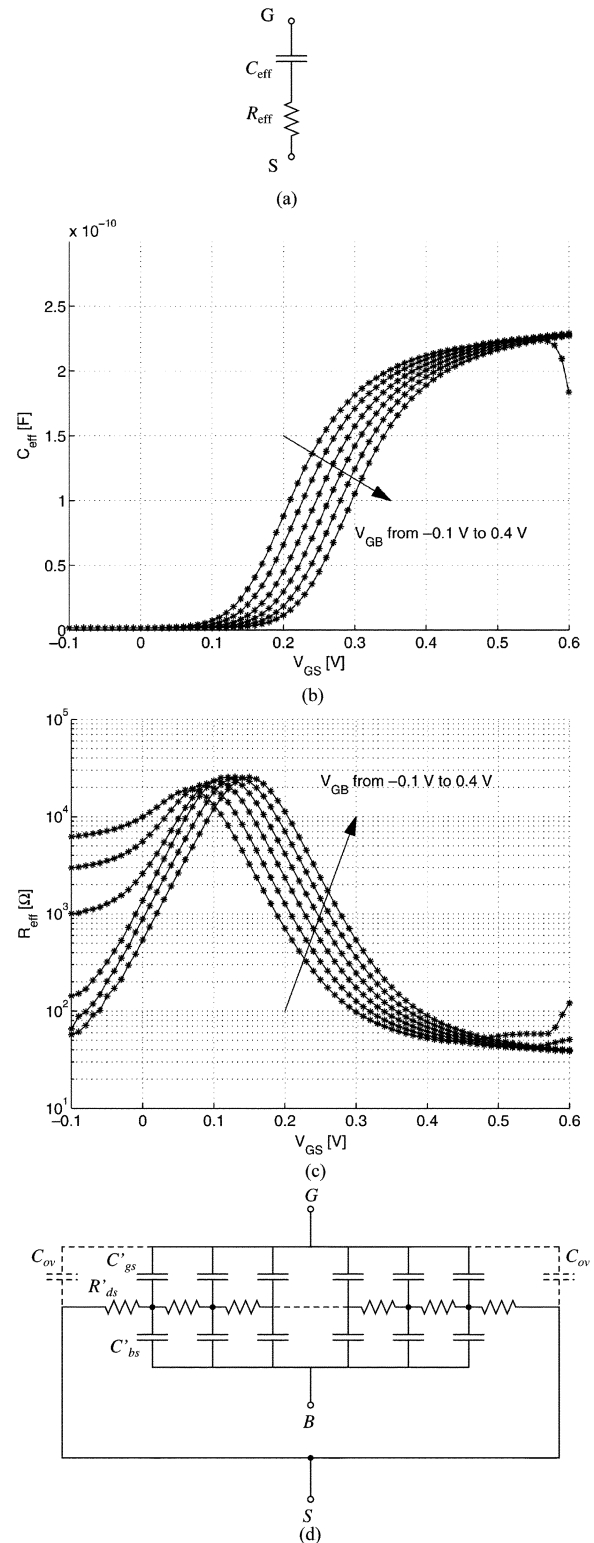 G
C_eff
R_eff
S
(a)
x 10^−10
2.5
2
1.5
1
0.5
0
C_eff [F]
V_GB from −0.1 V to 0.4 V
−0.1 0 0.1 0.2 0.3 0.4 0.5 0.6
V_GS [V]
(b)
10^5
10^4
10^3
10^2
10^1
R_eff [Ω]
V_GB from −0.1 V to 0.4 V
−0.1 0 0.1 0.2 0.3 0.4 0.5 0.6
V_GS [V]
(c)
G
C_ov C'_gs C_ov
R'_ds
C'_bs
B
S
(d)